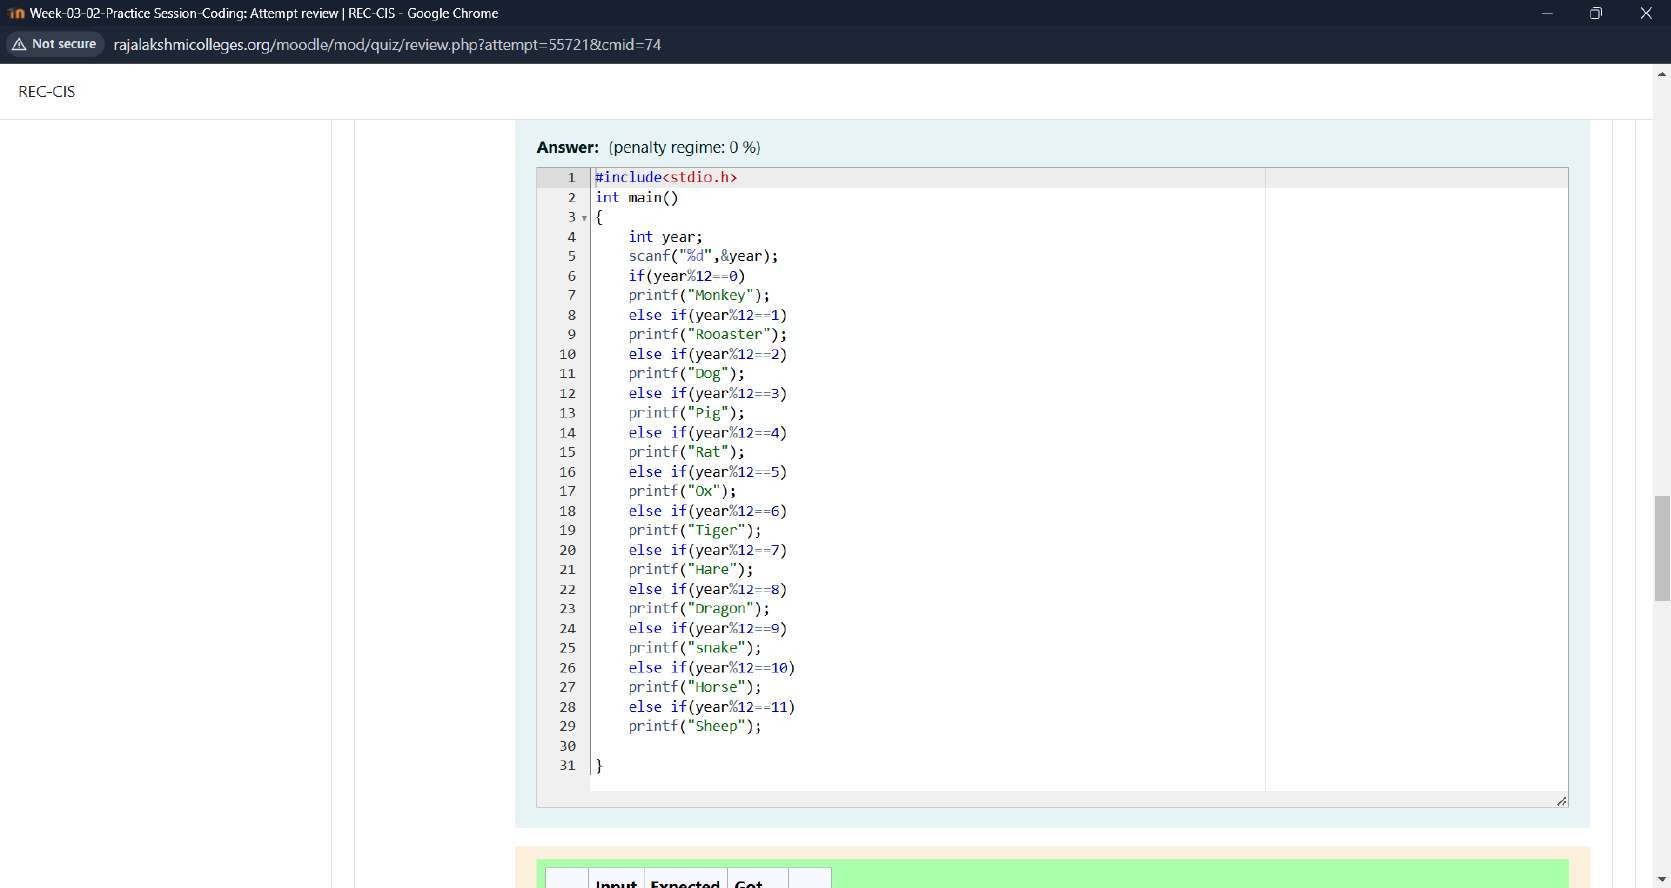 Week-03-02-Practice Session-Coding: Attempt review | REC-CIS - Google Chrome
Not secure rajalakshmicolleges.org/moodle/mod/quiz/review.php?attempt=55721&cmid=74
REC-CIS
Answer: (penalty regime: 0 %)
1 #include<stdio.h>
2 int main()
3 {
4 int year;
5 scanf("%d",&year);
6 if(year%12==0)
7 printf("Monkey");
8 else if(year%12==1)
9 printf("Rooaster");
10 else if(year%12==2)
11 printf("Dog");
12 else if(year%12==3)
13 printf("Pig");
14 else if(year%12==4)
15 printf("Rat");
16 else if(year%12==5)
17 printf("Ox");
18 else if(year%12==6)
19 printf("Tiger");
20 else if(year%12==7)
21 printf("Hare");
22 else if(year%12==8)
23 printf("Dragon");
24 else if(year%12==9)
25 printf("snake");
26 else if(year%12==10)
27 printf("Horse");
28 else if(year%12==11)
29 printf("Sheep");
30
31 }
Input Expected Got